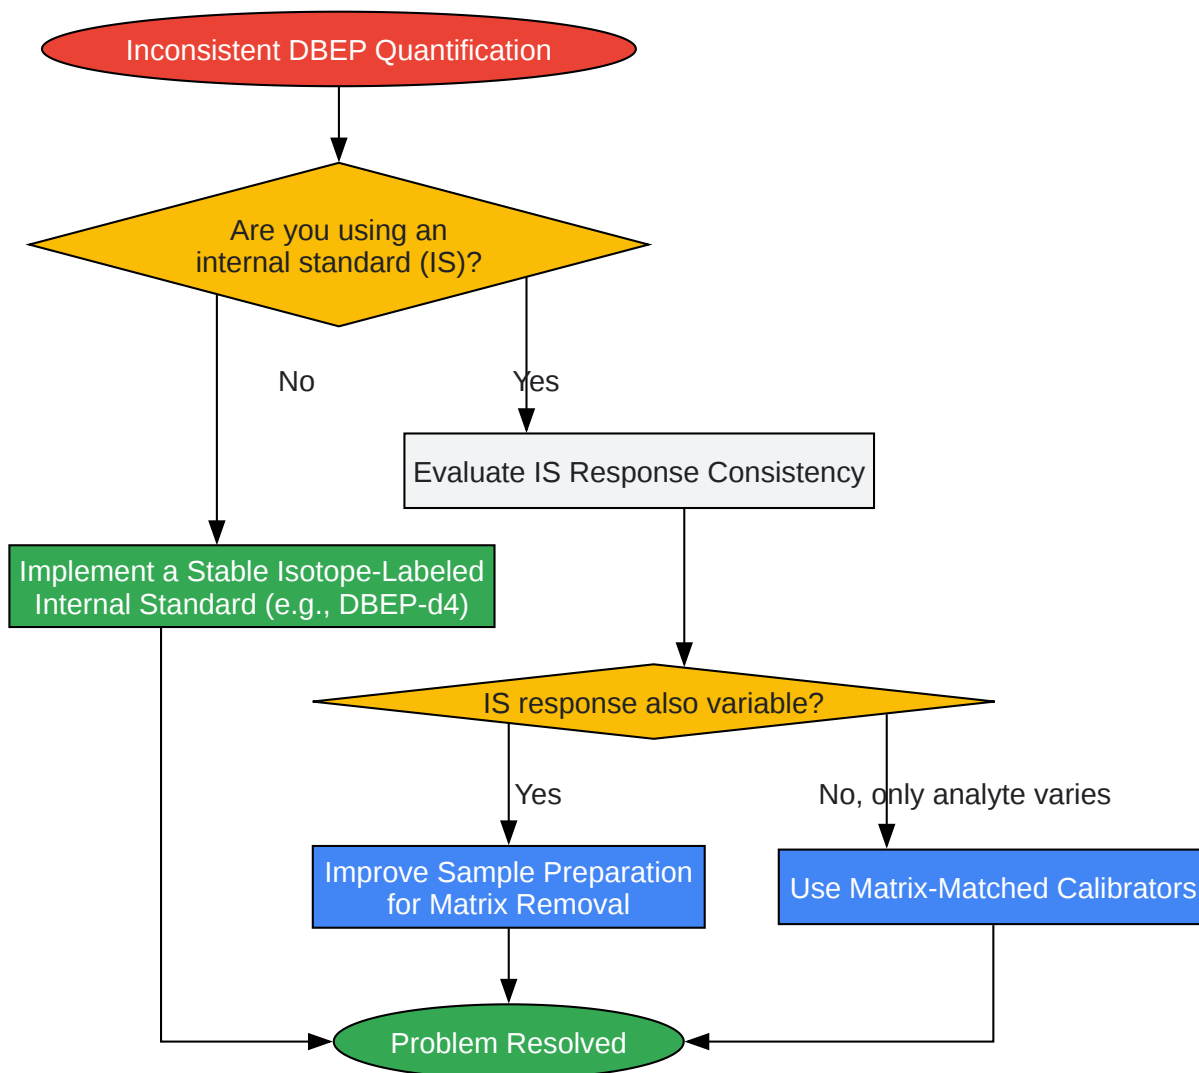 Inconsistent DBEP Quantification
Are you using an
internal standard (IS)?
No
Yes
Evaluate IS Response Consistency
Implement a Stable Isotope-Labeled
Internal Standard (e.g., DBEP-d4)
IS response also variable?
Yes
No, only analyte varies
Improve Sample Preparation
for Matrix Removal
Use Matrix-Matched Calibrators
Problem Resolved